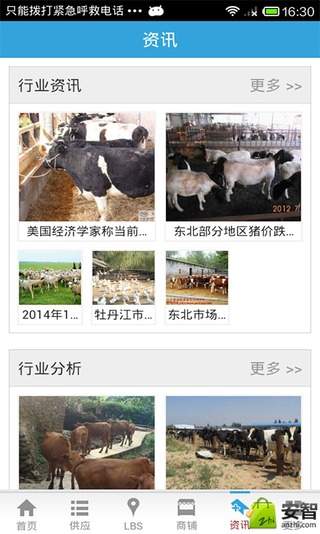 只能拨打紧急呼救电话 ... 16:30
资讯
行业资讯 更多 >>
2012 7
美国经济学家称当前... 东北部分地区猪价跌...
2014年1... 牡丹江市... 东北市场...
行业分析 更多 >>
首页 供应 LBS 商铺 资讯 更多
安智
anzhi.com